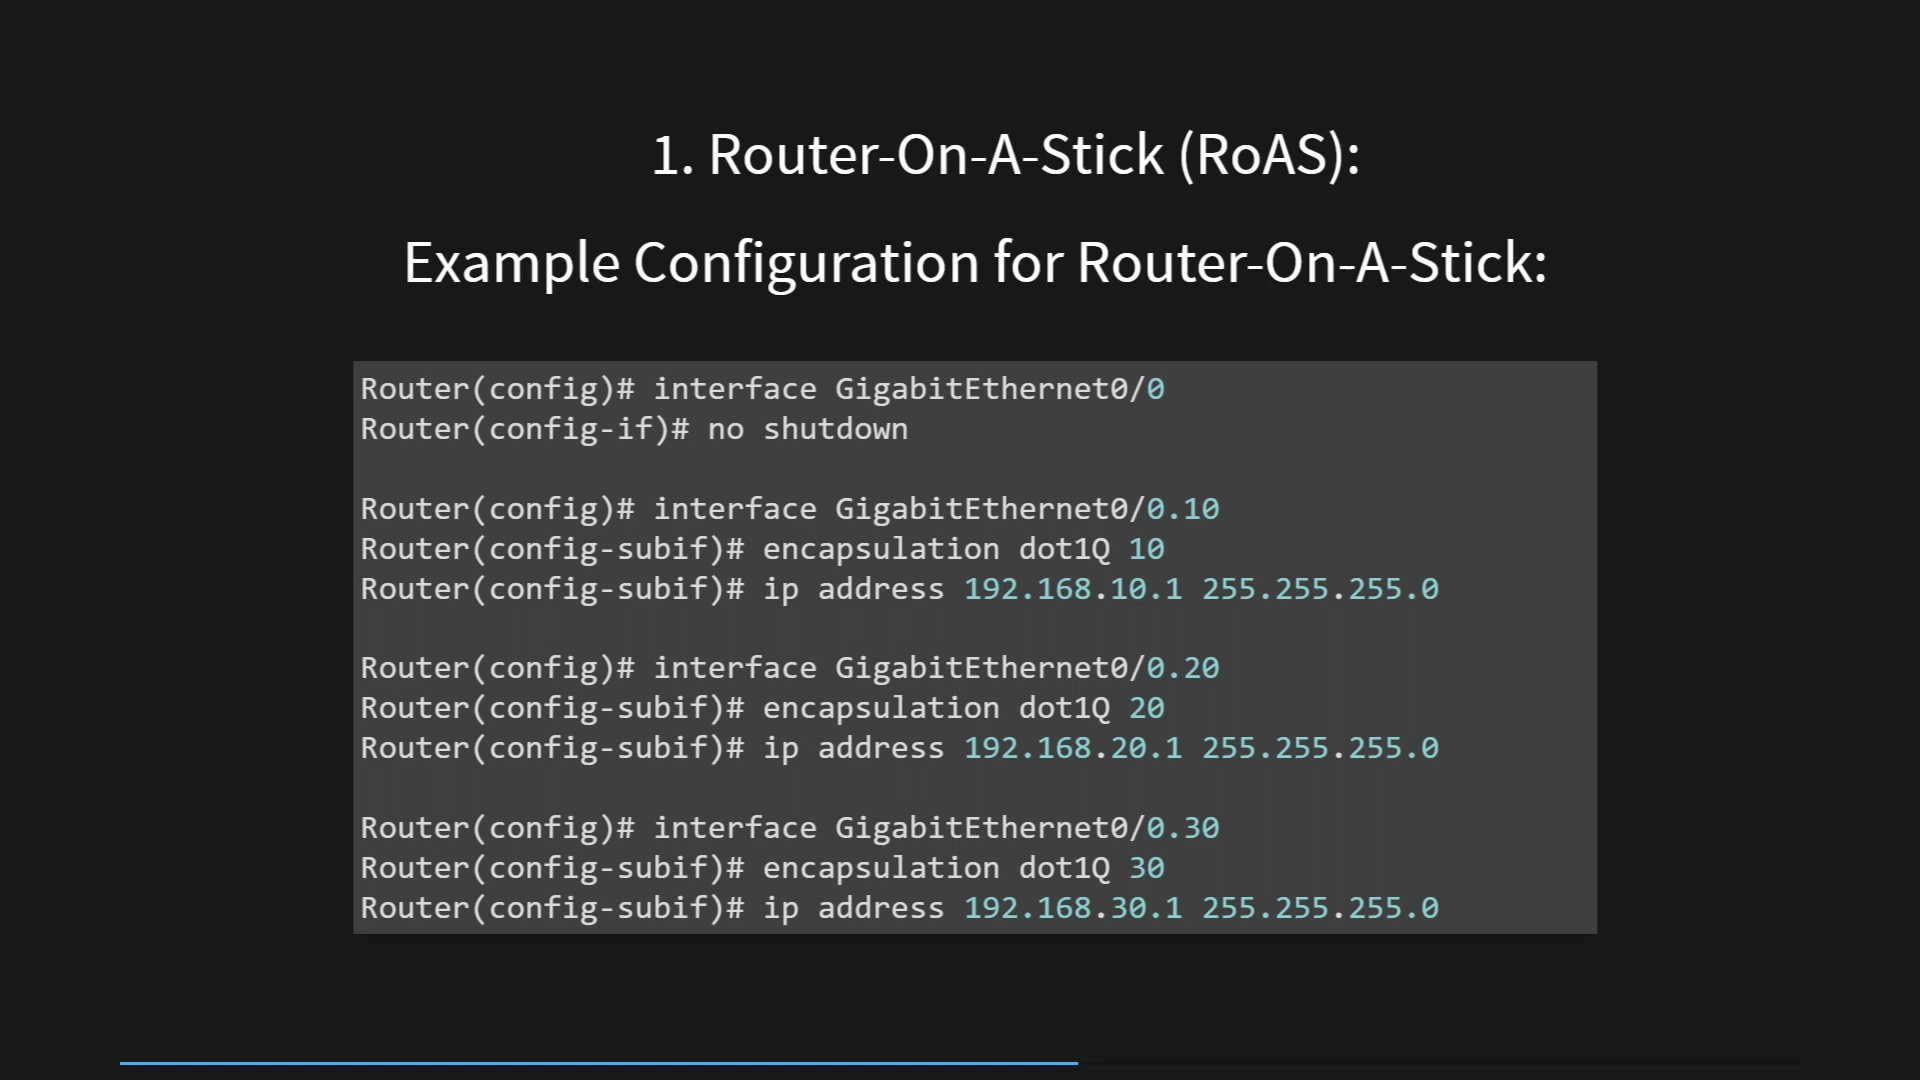 1. Router-On-A-Stick (RoAS):
Example Configuration for Router-On-A-Stick:
Router(config)# interface GigabitEthernet0/0
Router(config-if)# no shutdown
Router(config)# interface GigabitEthernet0/0.10
Router(config-subif)# encapsulation dot1Q 10
Router(config-subif)# ip address 192.168.10.1 255.255.255.0
Router(config)# interface GigabitEthernet0/0.20
Router(config-subif)# encapsulation dot1Q 20
Router(config-subif)# ip address 192.168.20.1 255.255.255.0
Router(config)# interface GigabitEthernet0/0.30
Router(config-subif)# encapsulation dot1Q 30
Router(config-subif)# ip address 192.168.30.1 255.255.255.0